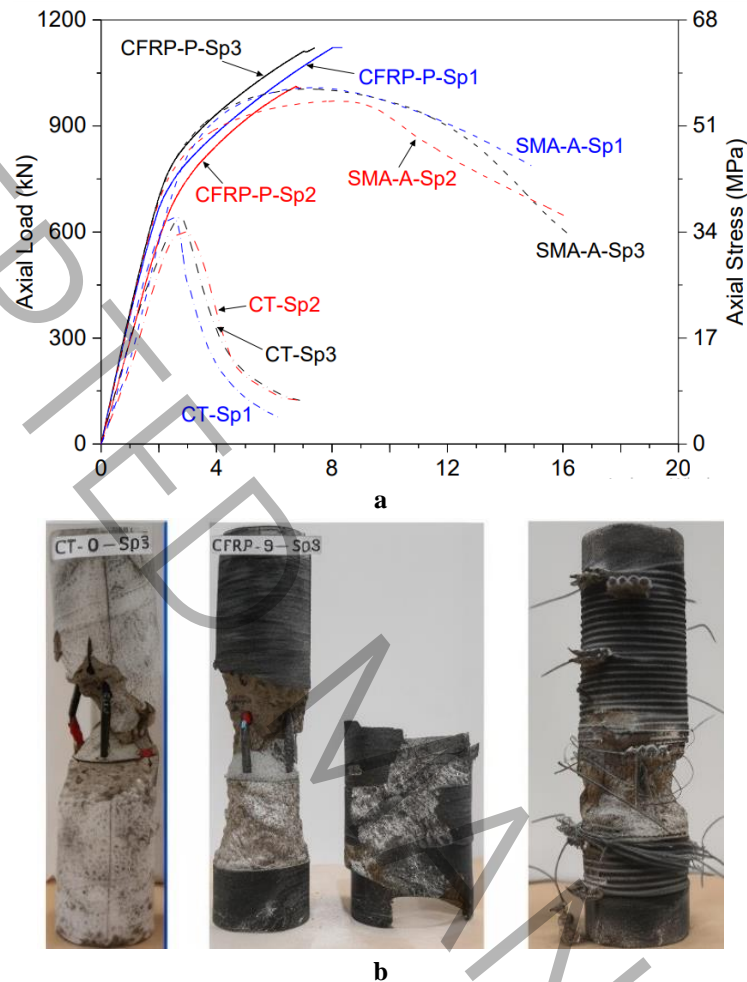 1200
900
600
300
0
Axial Load (kN)
68
51
34
17
0
Axial Stress (MPa)
CFRP-P-Sp3
CFRP-P-Sp1
SMA-A-Sp1
SMA-A-Sp2
CFRP-P-Sp2
SMA-A-Sp3
CT-Sp2
CT-Sp3
CT-Sp1
0 4 8 12 16 20
a
CT-0-Sp3
CFRP-9-Sp3
b